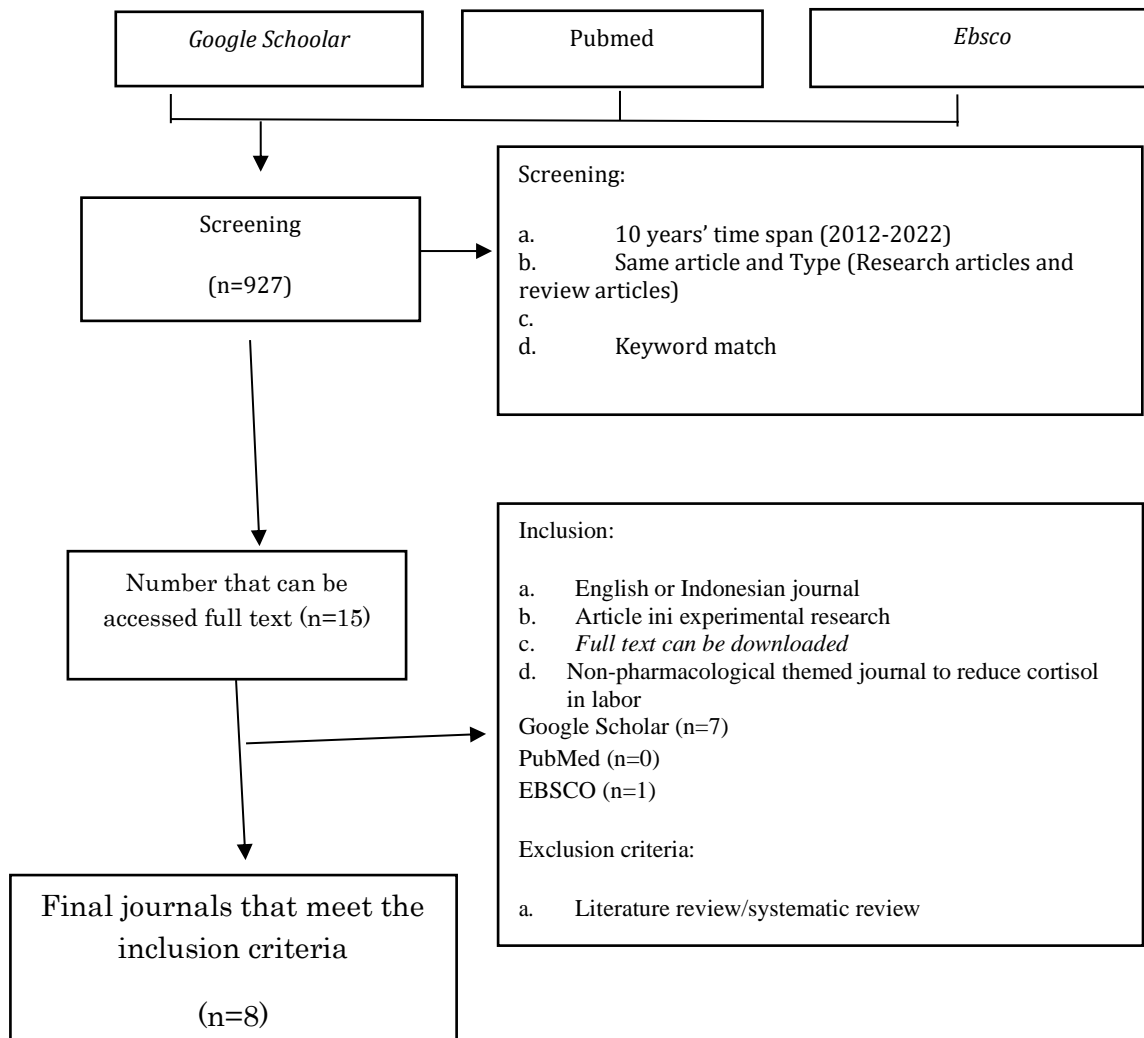 Google Schoolar
Pubmed
Ebsco
Screening
(n=927)
Screening:
a. 10 years’ time span (2012-2022)
b. Same article and Type (Research articles and
review articles)
c.
d. Keyword match
Number that can be
accessed full text (n=15)
Inclusion:
a. English or Indonesian journal
b. Article ini experimental research
c. Full text can be downloaded
d. Non-pharmacological themed journal to reduce cortisol
in labor
Google Scholar (n=7)
PubMed (n=0)
EBSCO (n=1)
Exclusion criteria:
a. Literature review/systematic review
Final journals that meet the
inclusion criteria
(n=8)